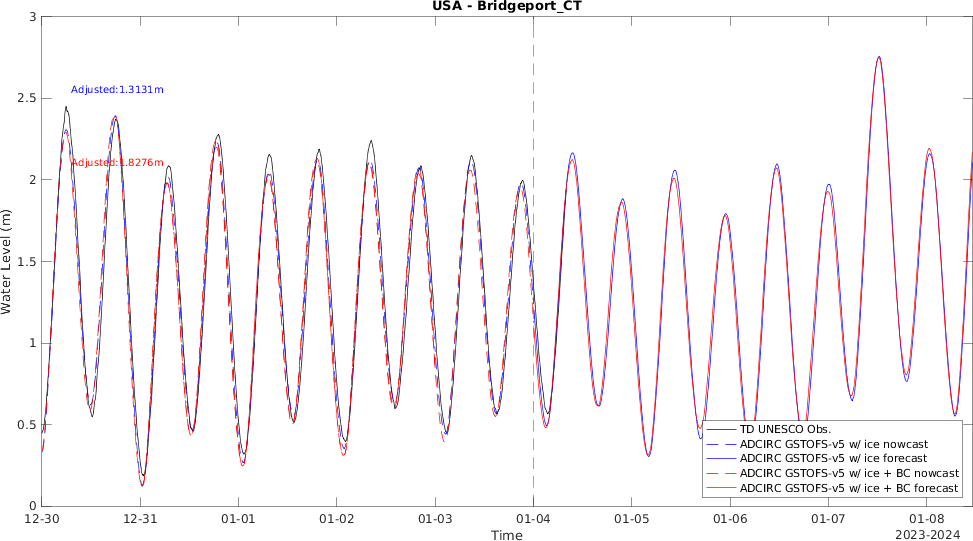 USA - Bridgeport_CT
3
2.5
2
1.5
1
0.5
0
Water Level (m)
Adjusted:1.3131m
Adjusted:1.8276m
TD UNESCO Obs.
ADCIRC GSTOFS-v5 w/ ice nowcast
ADCIRC GSTOFS-v5 w/ ice forecast
ADCIRC GSTOFS-v5 w/ ice + BC nowcast
ADCIRC GSTOFS-v5 w/ ice + BC forecast
12-30 12-31 01-01 01-02 01-03 01-04 01-05 01-06 01-07 01-08
Time
2023-2024